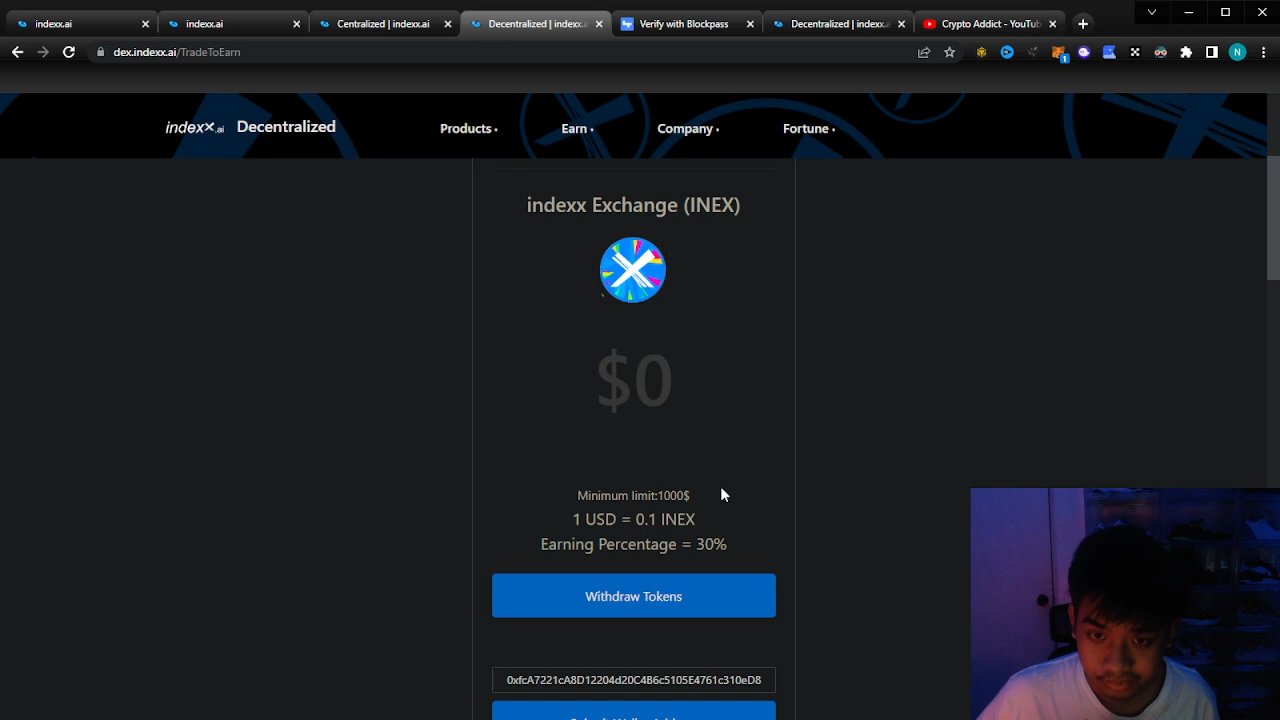 indexx.ai
indexx.ai
Centralized | indexx.ai
Decentralized | indexx.
Verify with Blockpass
Decentralized | indexx.
Crypto Addict - YouTub
dex.indexx.ai/TradeToEarn
1
N
indexx.ai Decentralized
Products
Earn
Company
Fortune
indexx Exchange (INEX)
$0
Minimum limit:1000$
1 USD = 0.1 INEX
Earning Percentage = 30%
Withdraw Tokens
0xfcA7221cA8D12204d20C4B6c5105E4761c310eD8